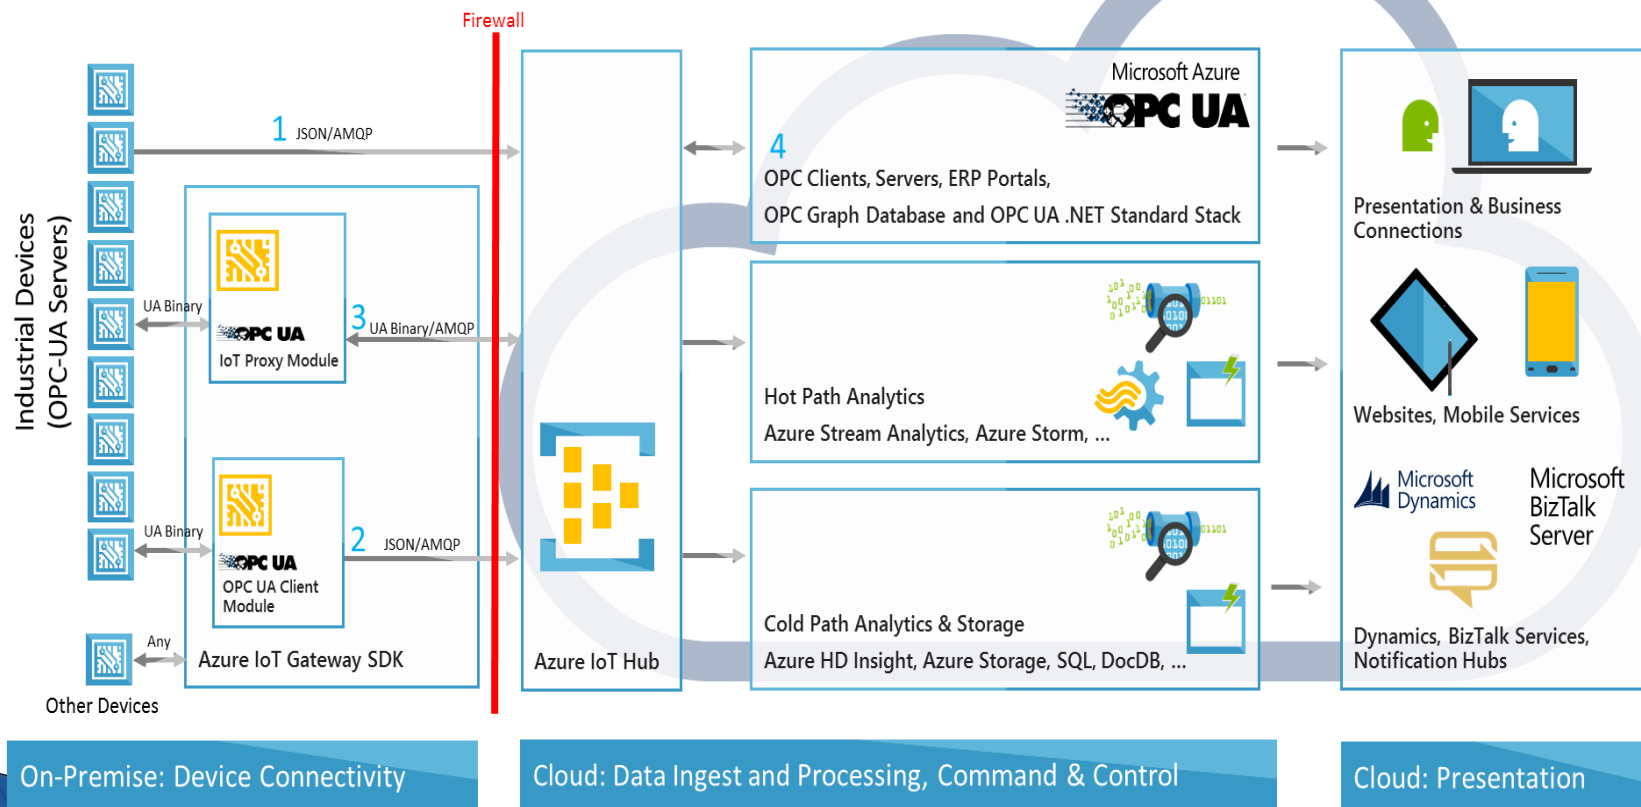 Firewall
Industrial Devices
(OPC-UA Servers)
1 JSON/AMQP
UA Binary
OPC UA
IoT Proxy Module
3 UA Binary/AMQP
UA Binary
OPC UA
OPC UA Client
Module
2 JSON/AMQP
Any
Azure IoT Gateway SDK
Other Devices
Azure IoT Hub
Microsoft Azure
OPC UA
4
OPC Clients, Servers, ERP Portals,
OPC Graph Database and OPC UA .NET Standard Stack
Hot Path Analytics
Azure Stream Analytics, Azure Storm, ...
Cold Path Analytics & Storage
Azure HD Insight, Azure Storage, SQL, DocDB, ...
Presentation & Business
Connections
Websites, Mobile Services
Microsoft
Dynamics
Microsoft
BizTalk
Server
Dynamics, BizTalk Services,
Notification Hubs
On-Premise: Device Connectivity
Cloud: Data Ingest and Processing, Command & Control
Cloud: Presentation